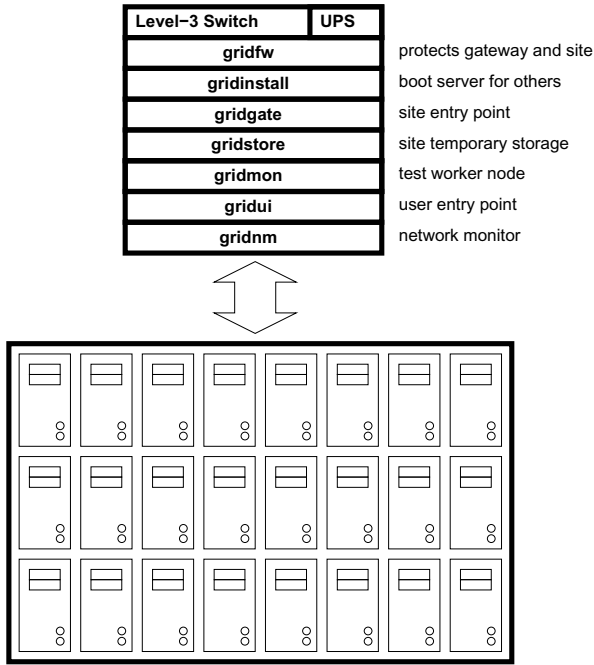 Level−3 Switch UPS
gridfw protects gateway and site
gridinstall boot server for others
gridgate site entry point
gridstore site temporary storage
gridmon test worker node
gridui user entry point
gridnm network monitor